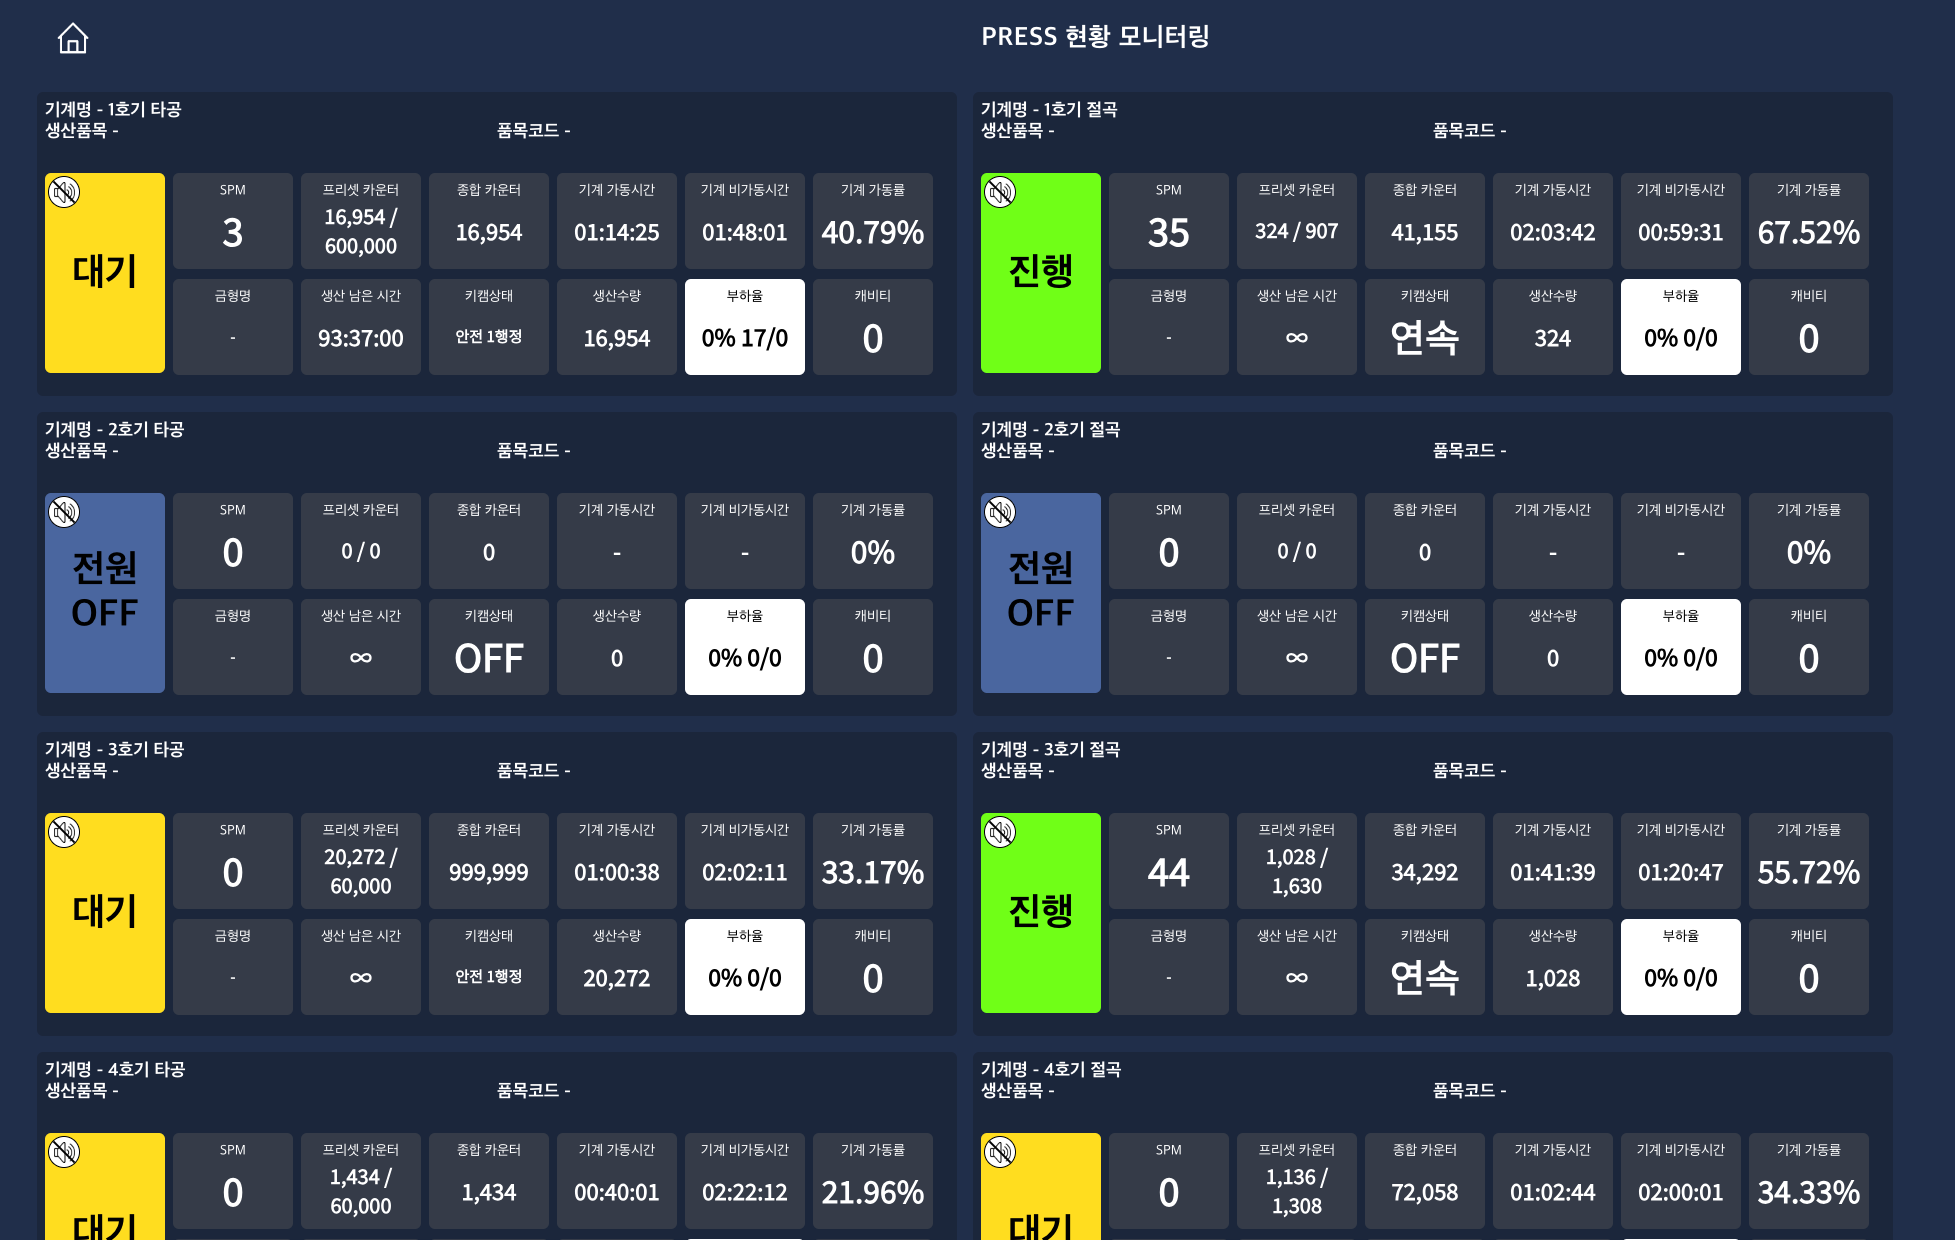 PRESS 현황 모니터링
기계명 - 1호기 타공
생산품목 -
품목코드 -
대기
SPM
3
프리셋 카운터
16,954 /
600,000
종합 카운터
16,954
기계 가동시간
01:14:25
기계 비가동시간
01:48:01
기계 가동률
40.79%
금형명
-
생산 남은 시간
93:37:00
키캠상태
안전 1행정
생산수량
16,954
부하율
0% 17/0
캐비티
0
기계명 - 1호기 절곡
생산품목 -
품목코드 -
진행
SPM
35
프리셋 카운터
324 / 907
종합 카운터
41,155
기계 가동시간
02:03:42
기계 비가동시간
00:59:31
기계 가동률
67.52%
금형명
-
생산 남은 시간
∞
키캠상태
연속
생산수량
324
부하율
0% 0/0
캐비티
0
기계명 - 2호기 타공
생산품목 -
품목코드 -
전원
OFF
SPM
0
프리셋 카운터
0 / 0
종합 카운터
0
기계 가동시간
-
기계 비가동시간
-
기계 가동률
0%
금형명
-
생산 남은 시간
∞
키캠상태
OFF
생산수량
0
부하율
0% 0/0
캐비티
0
기계명 - 2호기 절곡
생산품목 -
품목코드 -
전원
OFF
SPM
0
프리셋 카운터
0 / 0
종합 카운터
0
기계 가동시간
-
기계 비가동시간
-
기계 가동률
0%
금형명
-
생산 남은 시간
∞
키캠상태
OFF
생산수량
0
부하율
0% 0/0
캐비티
0
기계명 - 3호기 타공
생산품목 -
품목코드 -
대기
SPM
0
프리셋 카운터
20,272 /
60,000
종합 카운터
999,999
기계 가동시간
01:00:38
기계 비가동시간
02:02:11
기계 가동률
33.17%
금형명
-
생산 남은 시간
∞
키캠상태
안전 1행정
생산수량
20,272
부하율
0% 0/0
캐비티
0
기계명 - 3호기 절곡
생산품목 -
품목코드 -
진행
SPM
44
프리셋 카운터
1,028 /
1,630
종합 카운터
34,292
기계 가동시간
01:41:39
기계 비가동시간
01:20:47
기계 가동률
55.72%
금형명
-
생산 남은 시간
∞
키캠상태
연속
생산수량
1,028
부하율
0% 0/0
캐비티
0
기계명 - 4호기 타공
생산품목 -
품목코드 -
대기
SPM
0
프리셋 카운터
1,434 /
60,000
종합 카운터
1,434
기계 가동시간
00:40:01
기계 비가동시간
02:22:12
기계 가동률
21.96%
기계명 - 4호기 절곡
생산품목 -
품목코드 -
대기
SPM
0
프리셋 카운터
1,136 /
1,308
종합 카운터
72,058
기계 가동시간
01:02:44
기계 비가동시간
02:00:01
기계 가동률
34.33%